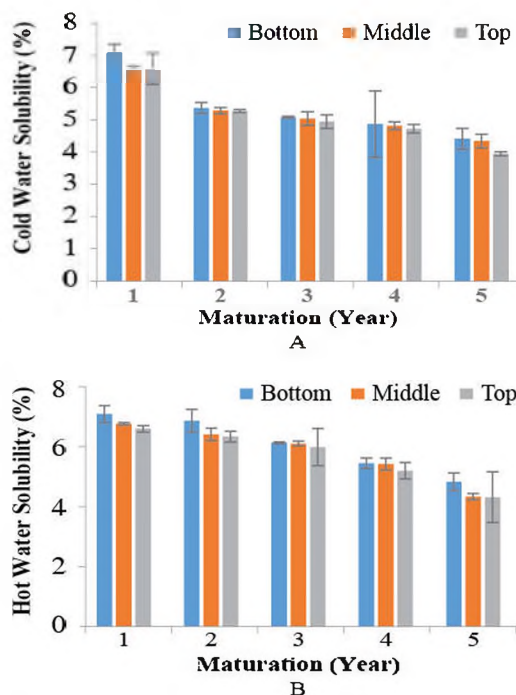 Cold Water Solubility (%)
8
7
6
5
4
3
2
1
0
Bottom Middle Top
1 2 3 4 5
Maturation (Year)
A
Hot Water Solubility (%)
8
6
4
2
0
Bottom Middle Top
1 2 3 4 5
Maturation (Year)
B